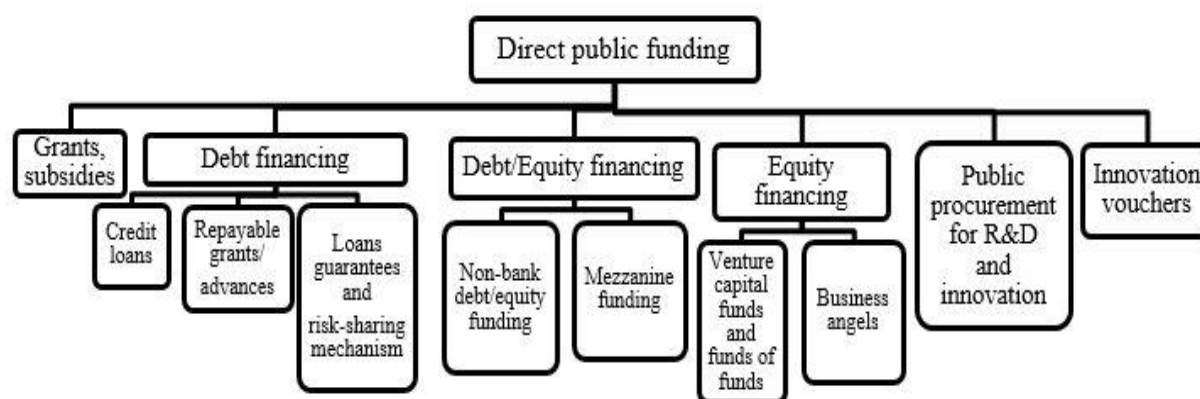 Direct public funding
Grants,
subsidies
Debt financing
Debt/Equity financing
Equity
financing
Public
procurement
for R&D
and
innovation
Innovation
vouchers
Credit
loans
Repayable
grants/
advances
Loans
guarantees
and
risk-sharing
mechanism
Non-bank
debt/equity
funding
Mezzanine
funding
Venture
capital
funds
and
funds of
funds
Business
angels